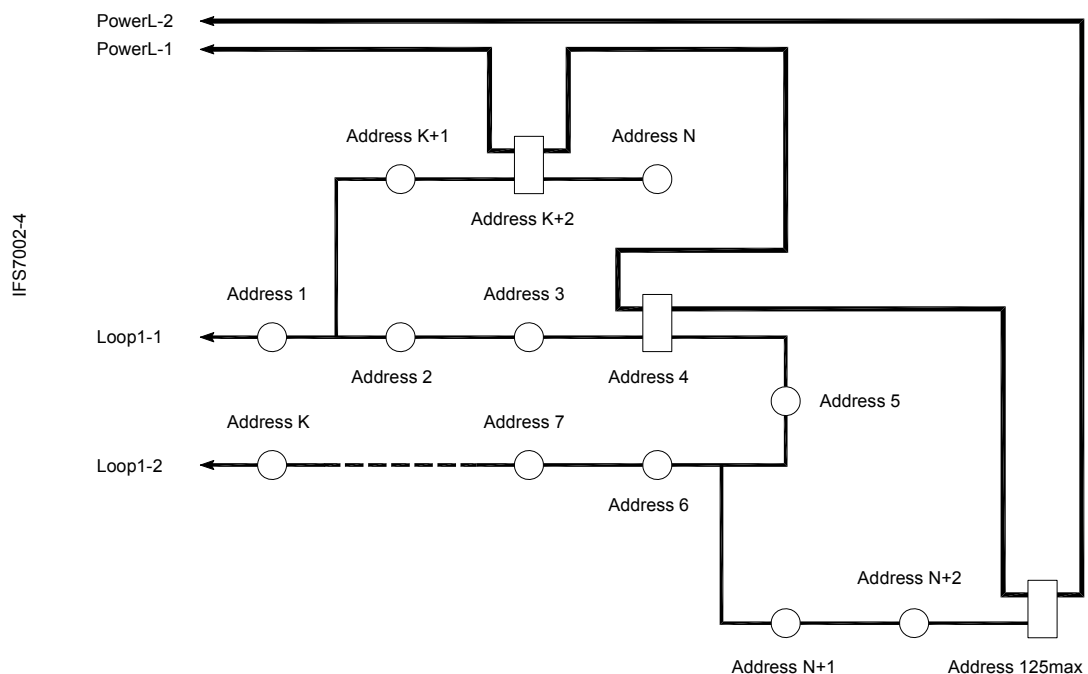 PowerL-2
PowerL-1
Address K+1
Address N
Address K+2
IFS7002-4
Address 1
Address 3
Loop1-1
Address 2
Address 4
Address 5
Address K
Address 7
Loop1-2
Address 6
Address N+2
Address N+1
Address 125max